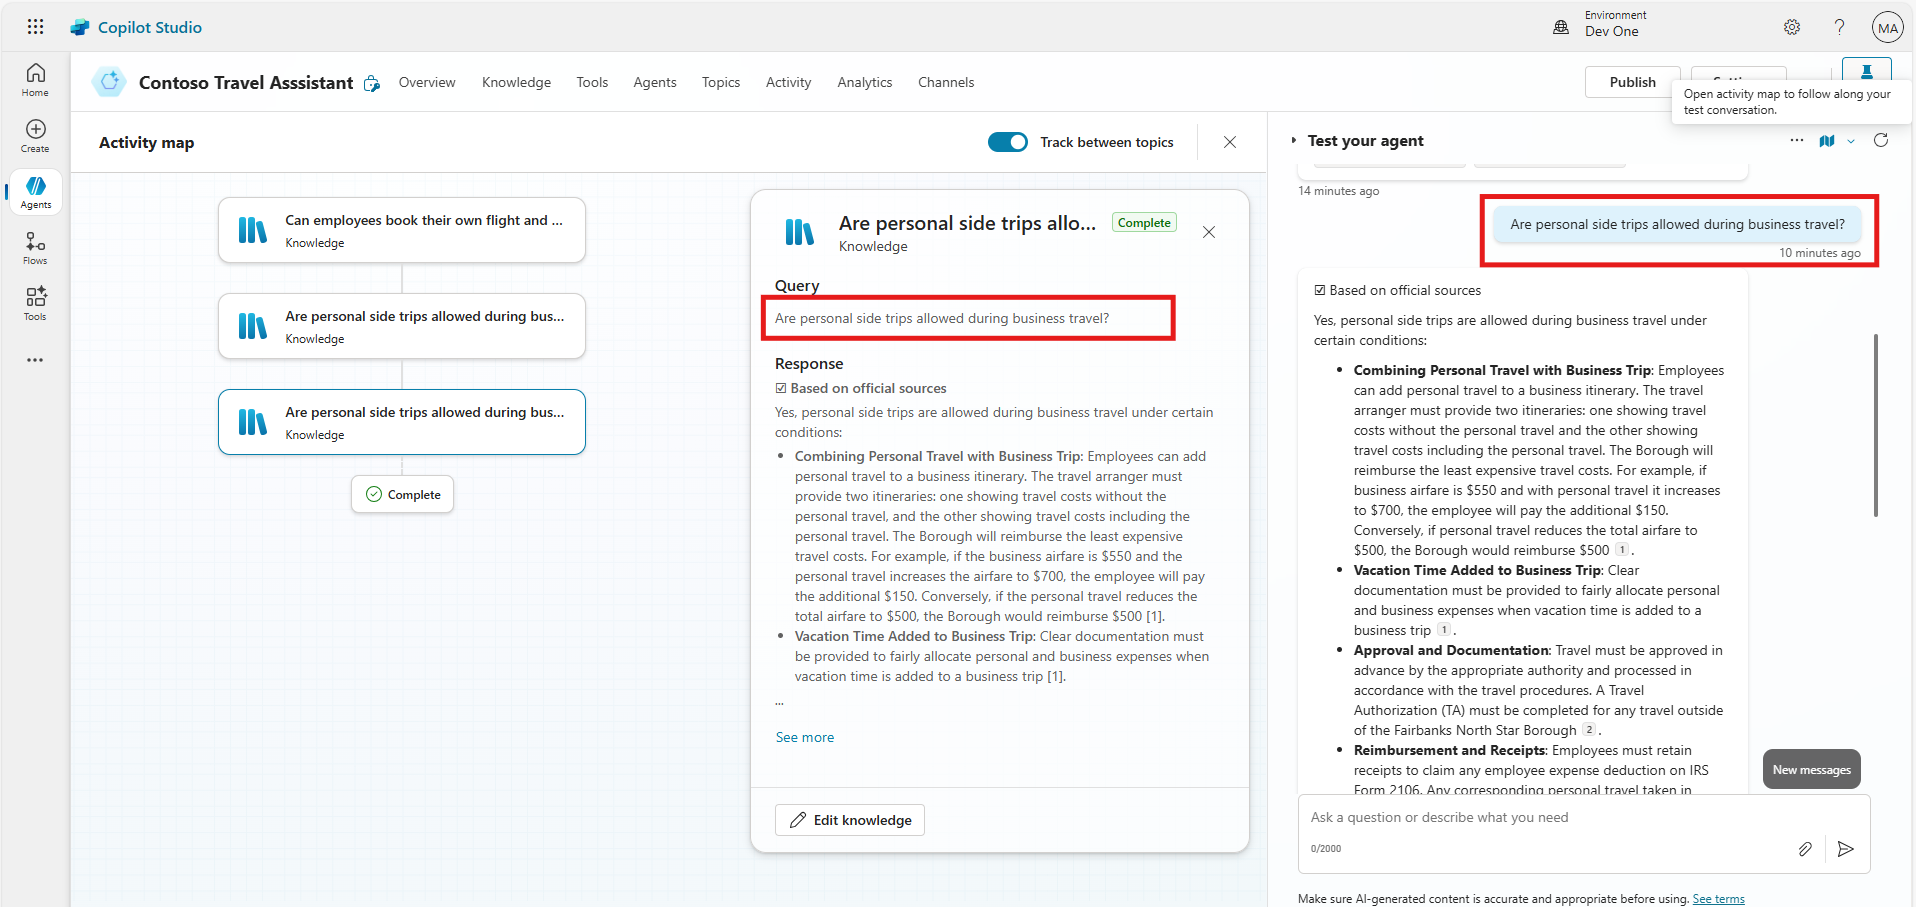 Copilot Studio
Environment
Dev One
MA
Home
Create
Agents
Flows
Tools
Contoso Travel Asssistant
Overview
Knowledge
Tools
Agents
Topics
Activity
Analytics
Channels
Publish
Open activity map to follow along your
test conversation.
Activity map
Track between topics
Can employees book their own flight and ...
Knowledge
Are personal side trips allowed during bus...
Knowledge
Are personal side trips allowed during bus...
Knowledge
Complete
Are personal side trips allo...
Complete
Knowledge
Query
Are personal side trips allowed during business travel?
Response
☑ Based on official sources
Yes, personal side trips are allowed during business travel under certain
conditions:
• Combining Personal Travel with Business Trip: Employees can add
personal travel to a business itinerary. The travel arranger must
provide two itineraries: one showing travel costs without the
personal travel, and the other showing travel costs including the
personal travel. The Borough will reimburse the least expensive
travel costs. For example, if the business airfare is $550 and the
personal travel increases the airfare to $700, the employee will pay
the additional $150. Conversely, if the personal travel reduces the
total airfare to $500, the Borough would reimburse $500 [1].
• Vacation Time Added to Business Trip: Clear documentation must
be provided to fairly allocate personal and business expenses when
vacation time is added to a business trip [1].
...
See more
Edit knowledge
Test your agent
14 minutes ago
Are personal side trips allowed during business travel?
10 minutes ago
☑ Based on official sources
Yes, personal side trips are allowed during business travel under
certain conditions:
• Combining Personal Travel with Business Trip: Employees
can add personal travel to a business itinerary. The travel
arranger must provide two itineraries: one showing travel
costs without the personal travel and the other showing
travel costs including the personal travel. The Borough will
reimburse the least expensive travel costs. For example, if
business airfare is $550 and with personal travel it increases
to $700, the employee will pay the additional $150.
Conversely, if personal travel reduces the total airfare to
$500, the Borough would reimburse $500 1 .
• Vacation Time Added to Business Trip: Clear
documentation must be provided to fairly allocate personal
and business expenses when vacation time is added to a
business trip 1 .
• Approval and Documentation: Travel must be approved in
advance by the appropriate authority and processed in
accordance with the travel procedures. A Travel
Authorization (TA) must be completed for any travel outside
of the Fairbanks North Star Borough 2 .
• Reimbursement and Receipts: Employees must retain
receipts to claim any employee expense deduction on IRS
Form 2106. Any corresponding personal travel taken in
New messages
Ask a question or describe what you need
0/2000
Make sure AI-generated content is accurate and appropriate before using. See terms